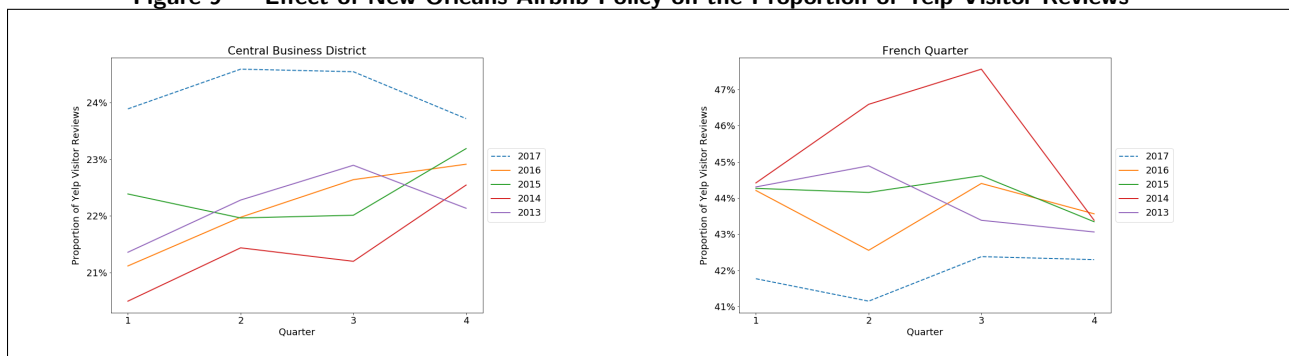 Figure 9 Effect of New Orleans Airbnb Policy on the Proportion of Yelp Visitor Reviews
Central Business District
Proportion of Yelp Visitor Reviews
24%
23%
22%
21%
1 2 3 4
Quarter
2017
2016
2015
2014
2013
French Quarter
Proportion of Yelp Visitor Reviews
47%
46%
45%
44%
43%
42%
41%
1 2 3 4
Quarter
2017
2016
2015
2014
2013